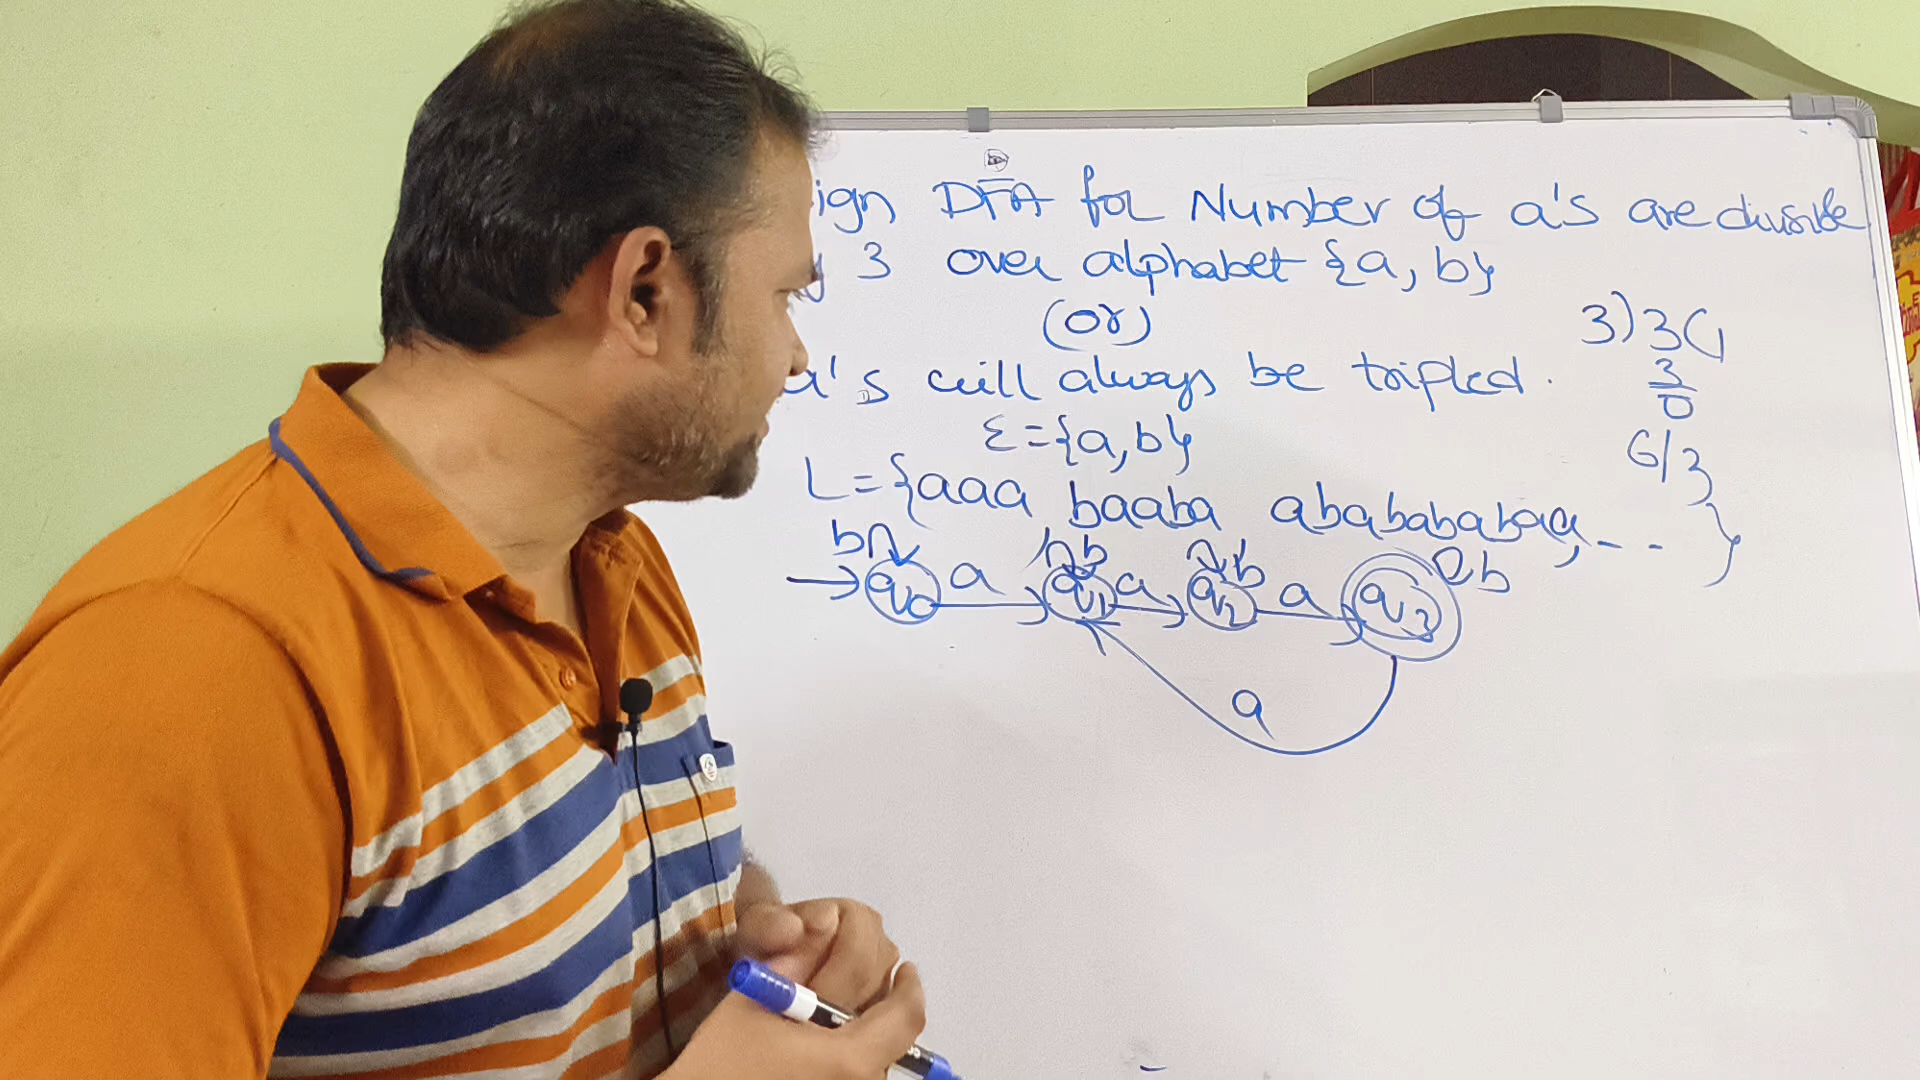 ign DFA for Number of a's are divisible
3 over alphabet {a, b}
(or)
a's will always be tripled.
Σ={a,b}
L={aaa, baaba ababababaa, - - }
3)3(1
3
0
6/3
b b b b
q0 a q1 a q2 a q3
a